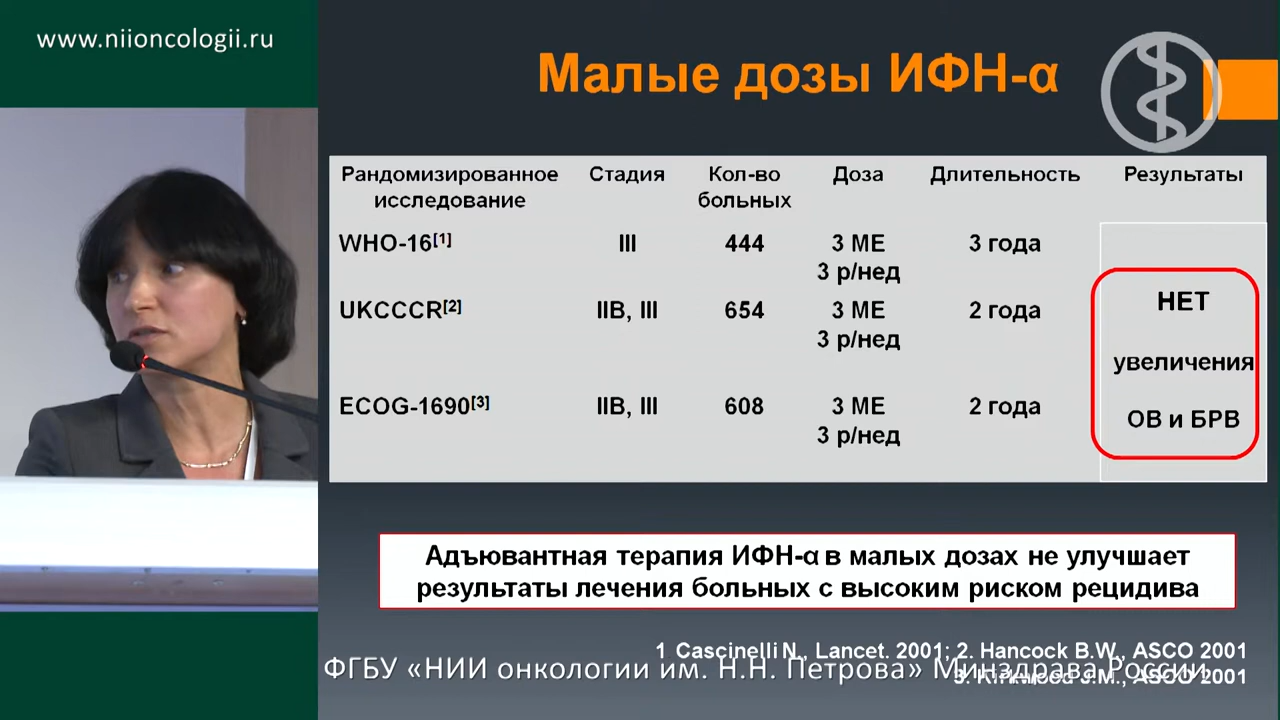 www.niioncologii.ru
Малые дозы ИФН-α
Рандомизированное исследование Стадия Кол-во больных Доза Длительность Результаты
WHO-16[1] III 444 3 МЕ 3 года
3 р/нед
UKCCCR[2] IIB, III 654 3 МЕ 2 года
3 р/нед
ECOG-1690[3] IIB, III 608 3 МЕ 2 года
3 р/нед
НЕТ
увеличения
ОВ и БРВ
Адъювантная терапия ИФН-α в малых дозах не улучшает
результаты лечения больных с высоким риском рецидива
1 Cascinelli N., Lancet. 2001; 2. Hancock B.W., ASCO 2001
ФГБУ «НИИ онкологии им. Н.Н. Петрова» Минздрава России
3. Kirkwood J.M., ASCO 2001